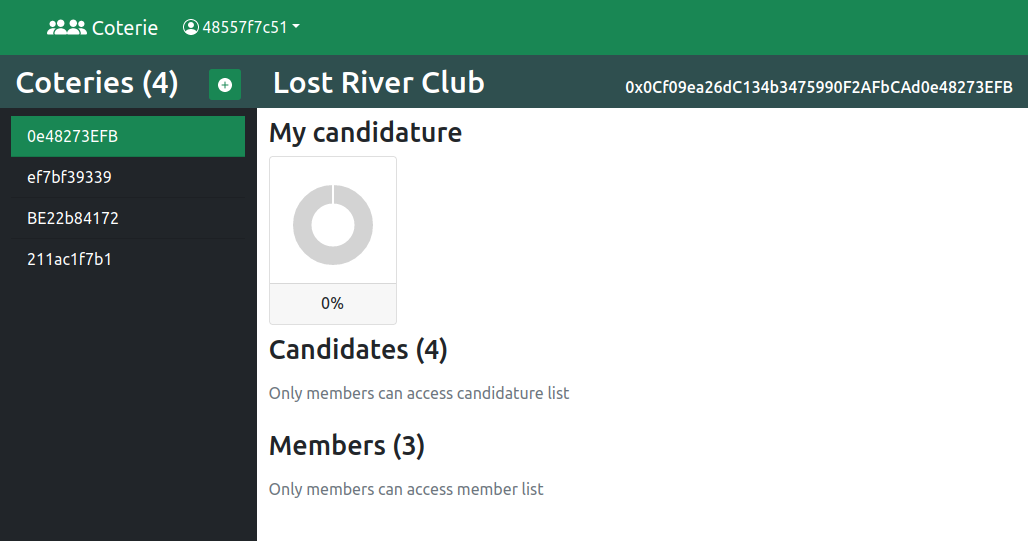 Coterie 48557f7c51
Coteries (4)
Lost River Club
0x0Cf09ea26dC134b3475990F2AFbCAd0e48273EFB
0e48273EFB
ef7bf39339
BE22b84172
211ac1f7b1
My candidature
0%
Candidates (4)
Only members can access candidature list
Members (3)
Only members can access member list